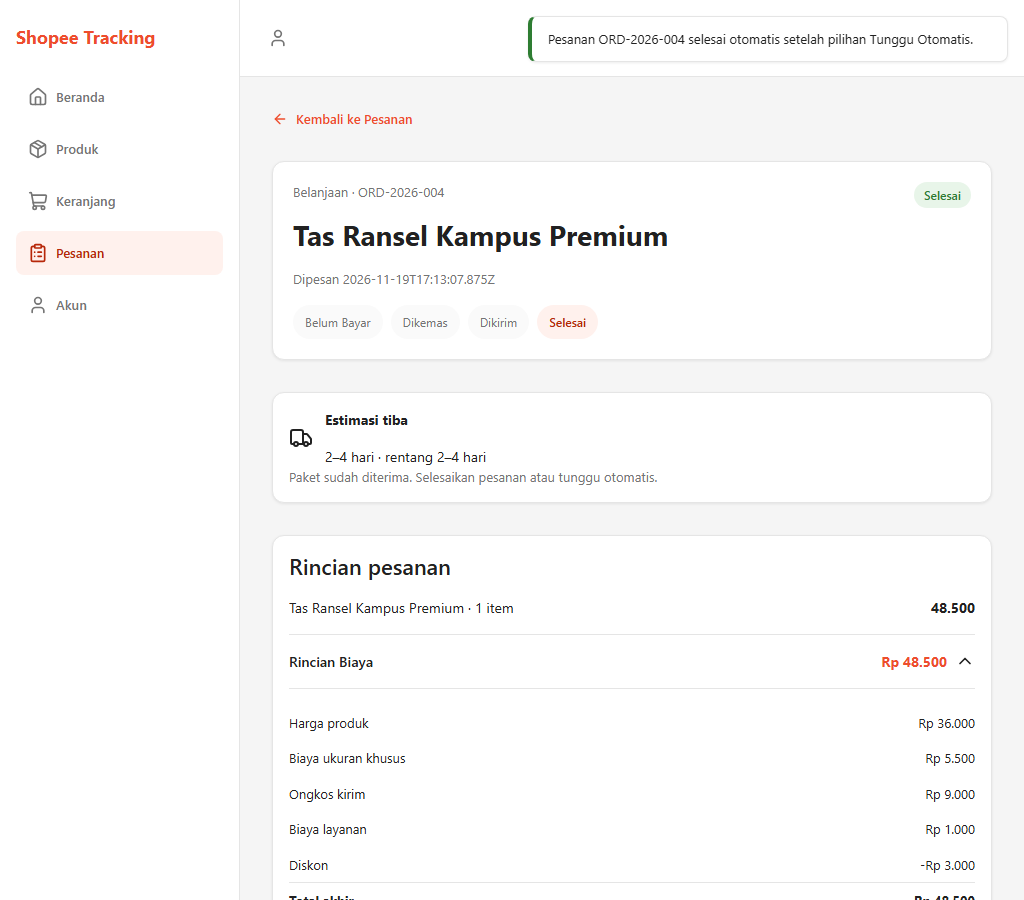 Shopee Tracking
Pesanan ORD-2026-004 selesai otomatis setelah pilihan Tunggu Otomatis.
Beranda
Produk
Keranjang
Pesanan
Akun
Kembali ke Pesanan
Belanjaan · ORD-2026-004
Selesai
Tas Ransel Kampus Premium
Dipesan 2026-11-19T17:13:07.875Z
Belum Bayar
Dikemas
Dikirim
Selesai
Estimasi tiba
2–4 hari · rentang 2–4 hari
Paket sudah diterima. Selesaikan pesanan atau tunggu otomatis.
Rincian pesanan
Tas Ransel Kampus Premium · 1 item 48.500
Rincian Biaya Rp 48.500
Harga produk Rp 36.000
Biaya ukuran khusus Rp 5.500
Ongkos kirim Rp 9.000
Biaya layanan Rp 1.000
Diskon -Rp 3.000
Total akhir Rp 48.500